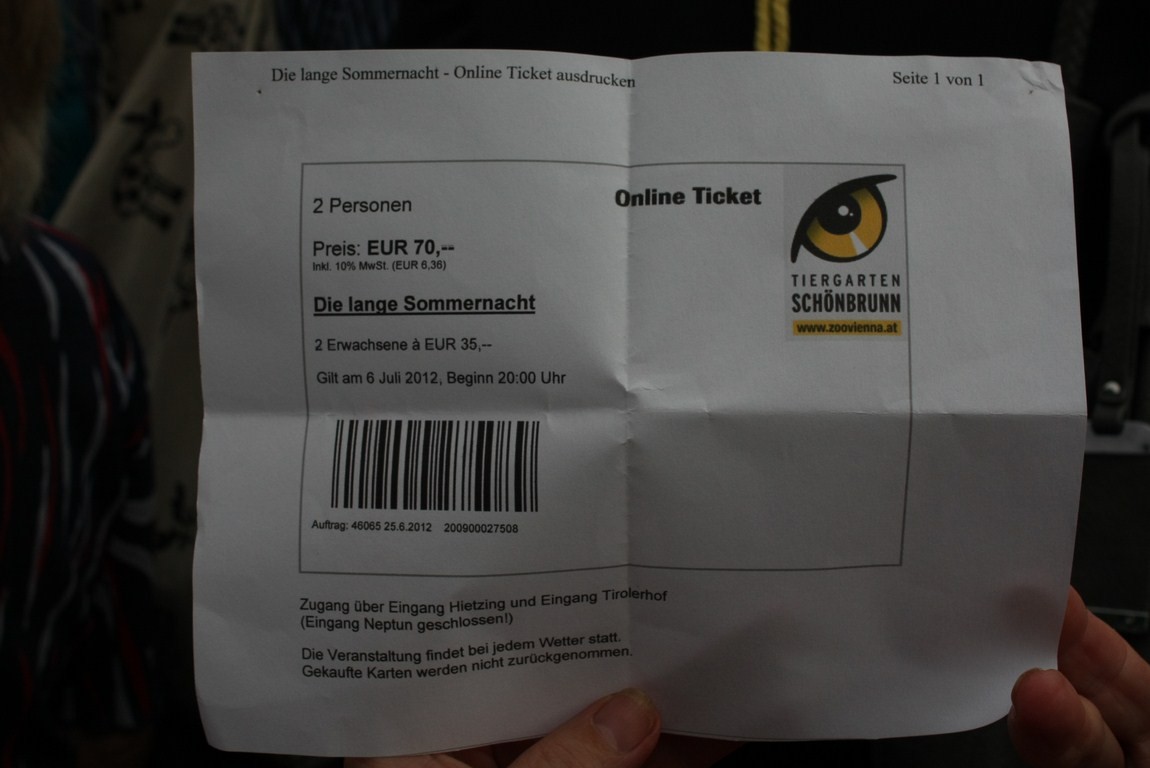 Die lange Sommernacht - Online Ticket ausdrucken
Seite 1 von 1
2 Personen
Online Ticket
Preis: EUR 70,--
Inkl. 10% MwSt. (EUR 6,36)
Die lange Sommernacht
2 Erwachsene à EUR 35,--
Gilt am 6 Juli 2012, Beginn 20:00 Uhr
TIERGARTEN
SCHÖNBRUNN
www.zoovienna.at
Auftrag: 46065 25.6.2012 200900027508
Zugang über Eingang Hietzing und Eingang Tirolerhof
(Eingang Neptun geschlossen!)
Die Veranstaltung findet bei jedem Wetter statt.
Gekaufte Karten werden nicht zurückgenommen.